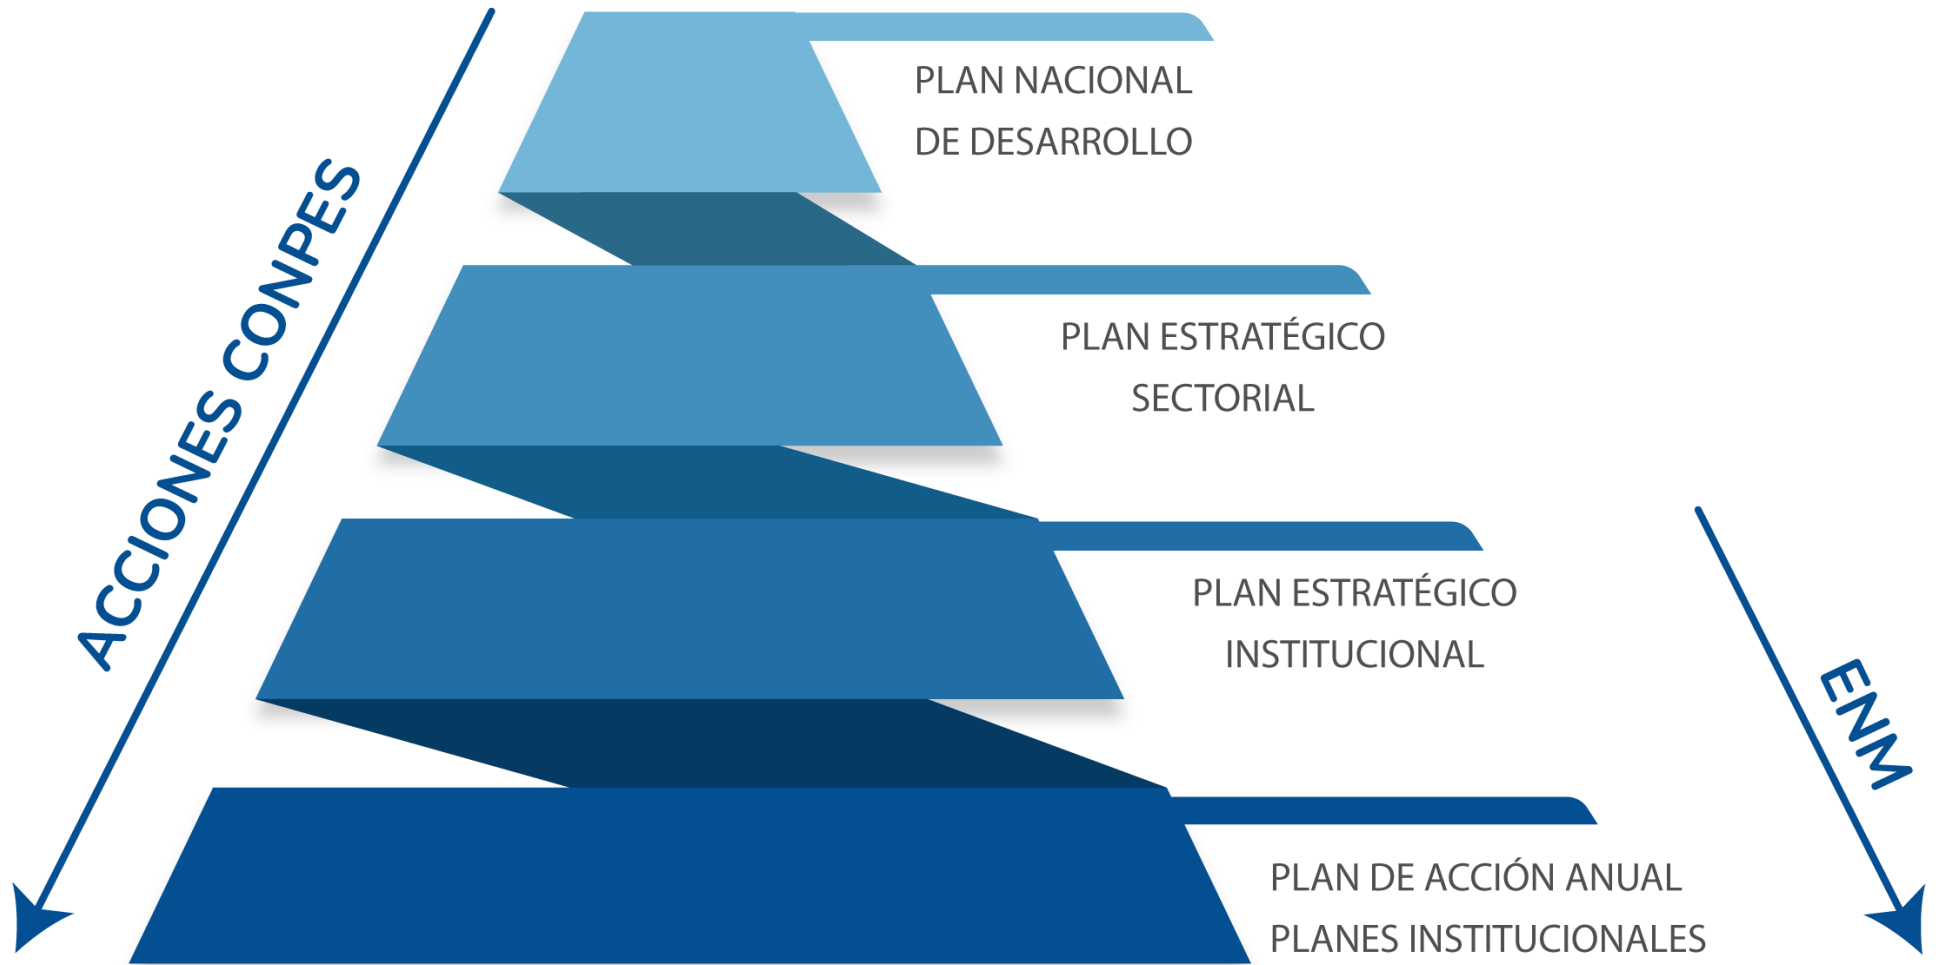 ACCIONES CONPES
PLAN NACIONAL
DE DESARROLLO
PLAN ESTRATÉGICO
SECTORIAL
PLAN ESTRATÉGICO
INSTITUCIONAL
ENM
PLAN DE ACCIÓN ANUAL
PLANES INSTITUCIONALES